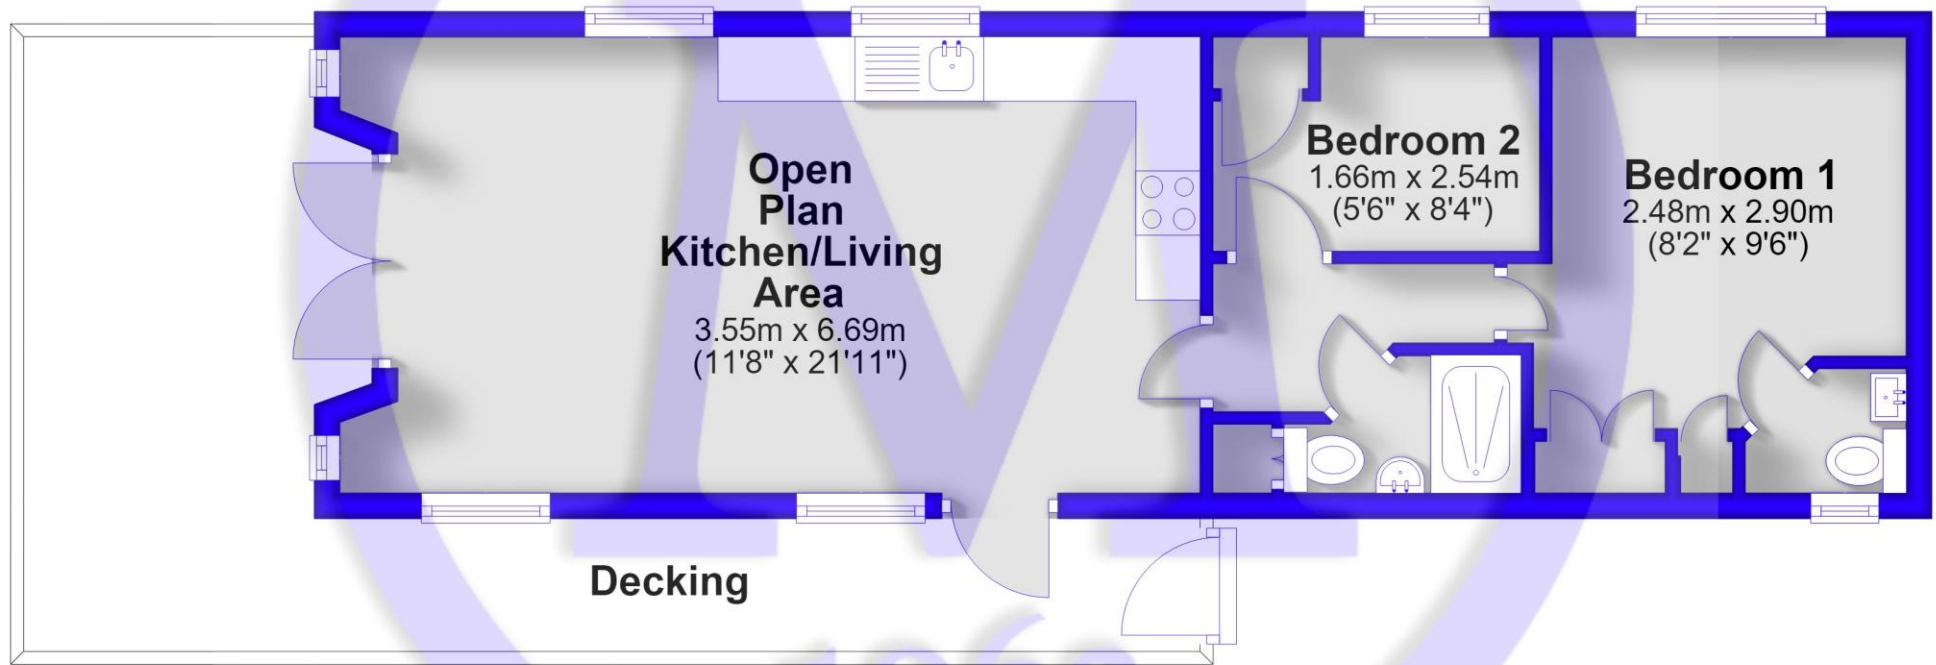 Open
Plan
Kitchen/Living
Area
3.55m x 6.69m
(11'8" x 21'11")
Bedroom 2
1.66m x 2.54m
(5'6" x 8'4")
Bedroom 1
2.48m x 2.90m
(8'2" x 9'6")
Decking